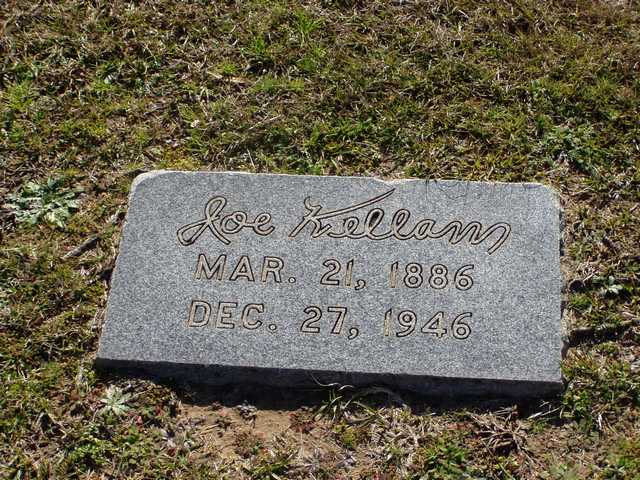 Joe Kellam
MAR. 21, 1886
DEC. 27, 1946